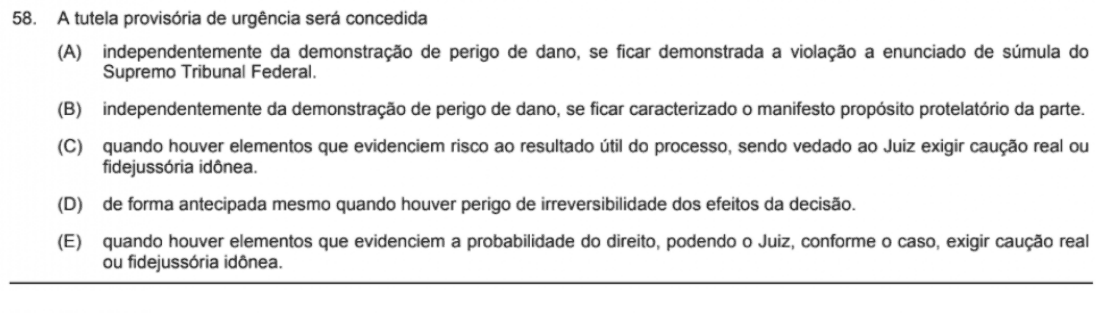 58. A tutela provisória de urgência será concedida
(A) independentemente da demonstração de perigo de dano, se ficar demonstrada a violação a enunciado de súmula do
Supremo Tribunal Federal.
(B) independentemente da demonstração de perigo de dano, se ficar caracterizado o manifesto propósito protelatório da parte.
(C) quando houver elementos que evidenciem risco ao resultado útil do processo, sendo vedado ao Juiz exigir caução real ou
fidejussória idônea.
(D) de forma antecipada mesmo quando houver perigo de irreversibilidade dos efeitos da decisão.
(E) quando houver elementos que evidenciem a probabilidade do direito, podendo o Juiz, conforme o caso, exigir caução real
ou fidejussória idônea.